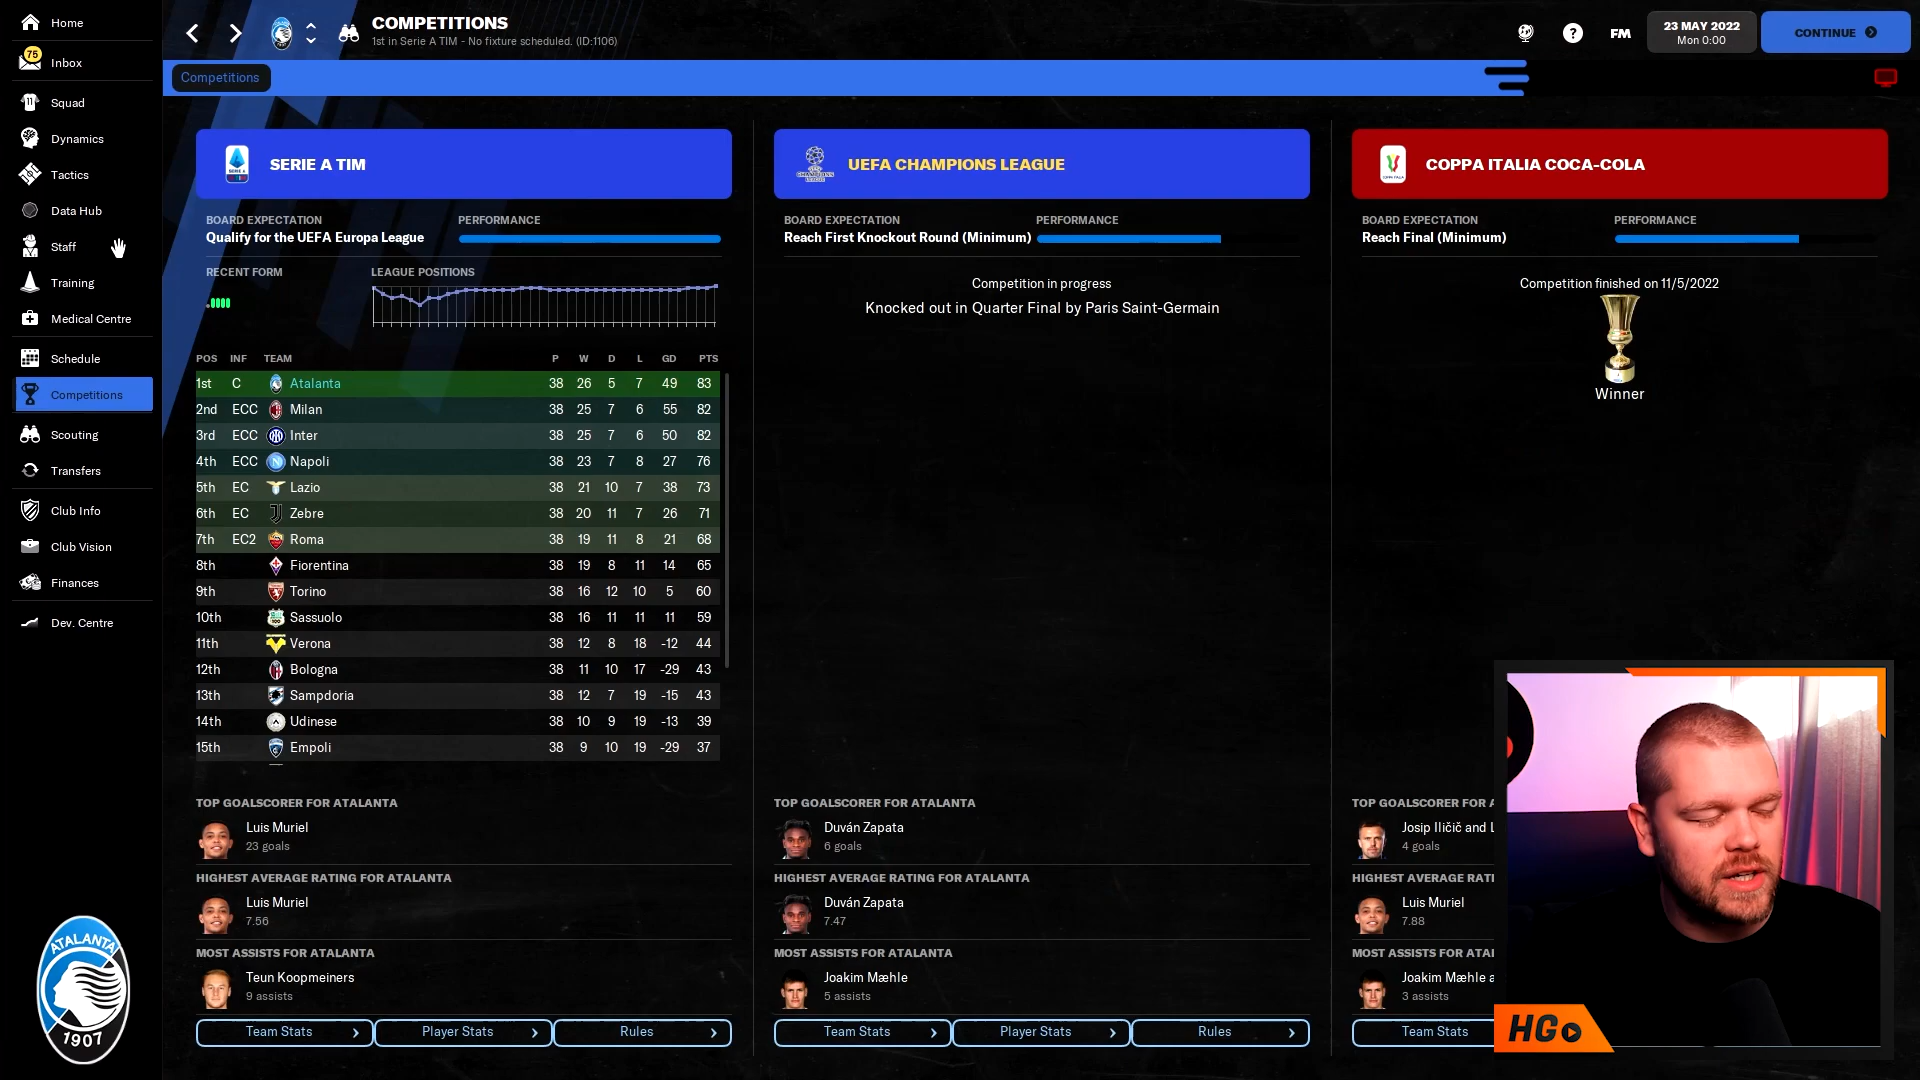 Home
75
Inbox
Squad
Dynamics
Tactics
Data Hub
Staff
Training
Medical Centre
Schedule
Competitions
Scouting
Transfers
Club Info
Club Vision
Finances
Dev. Centre
ATALANTA
1907
COMPETITIONS
1st in Serie A TIM - No fixture scheduled. (ID:1106)
?
FM
23 MAY 2022
Mon 0:00
CONTINUE
Competitions
SERIE A TIM
BOARD EXPECTATION PERFORMANCE
Qualify for the UEFA Europa League
RECENT FORM LEAGUE POSITIONS
POS INF TEAM P W D L GD PTS
1st C Atalanta 38 26 5 7 49 83
2nd ECC Milan 38 25 7 6 55 82
3rd ECC Inter 38 25 7 6 50 82
4th ECC Napoli 38 23 7 8 27 76
5th EC Lazio 38 21 10 7 38 73
6th EC Zebre 38 20 11 7 26 71
7th EC2 Roma 38 19 11 8 21 68
8th Fiorentina 38 19 8 11 14 65
9th Torino 38 16 12 10 5 60
10th Sassuolo 38 16 11 11 11 59
11th Verona 38 12 8 18 -12 44
12th Bologna 38 11 10 17 -29 43
13th Sampdoria 38 12 7 19 -15 43
14th Udinese 38 10 9 19 -13 39
15th Empoli 38 9 10 19 -29 37
TOP GOALSCORER FOR ATALANTA
Luis Muriel
23 goals
HIGHEST AVERAGE RATING FOR ATALANTA
Luis Muriel
7.56
MOST ASSISTS FOR ATALANTA
Teun Koopmeiners
9 assists
Team Stats Player Stats Rules
UEFA CHAMPIONS LEAGUE
BOARD EXPECTATION PERFORMANCE
Reach First Knockout Round (Minimum)
Competition in progress
Knocked out in Quarter Final by Paris Saint-Germain
TOP GOALSCORER FOR ATALANTA
Duván Zapata
6 goals
HIGHEST AVERAGE RATING FOR ATALANTA
Duván Zapata
7.47
MOST ASSISTS FOR ATALANTA
Joakim Mæhle
5 assists
Team Stats Player Stats Rules
COPPA ITALIA COCA-COLA
BOARD EXPECTATION PERFORMANCE
Reach Final (Minimum)
Competition finished on 11/5/2022
Winner
TOP GOALSCORER FOR A
Josip Iličič and L
4 goals
HIGHEST AVERAGE RATI
Luis Muriel
7.88
MOST ASSISTS FOR ATAL
Joakim Mæhle a
3 assists
Team Stats
HG